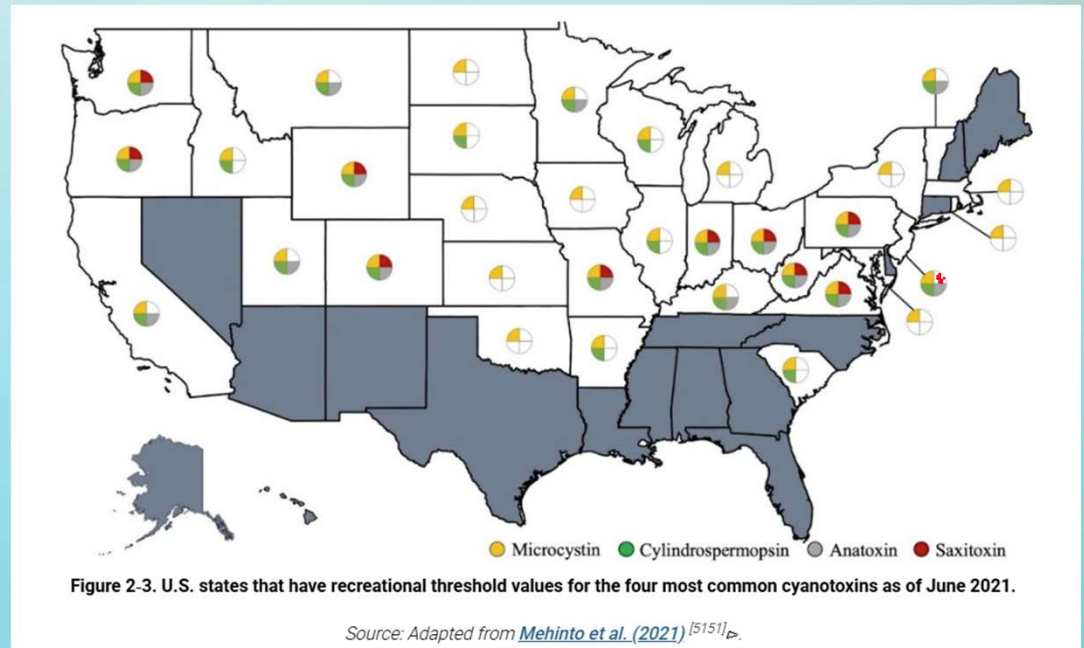 Microcystin Cylindrospermopsin Anatoxin Saxitoxin
Figure 2-3. U.S. states that have recreational threshold values for the four most common cyanotoxins as of June 2021.
Source: Adapted from Mehinto et al. (2021) [5151]